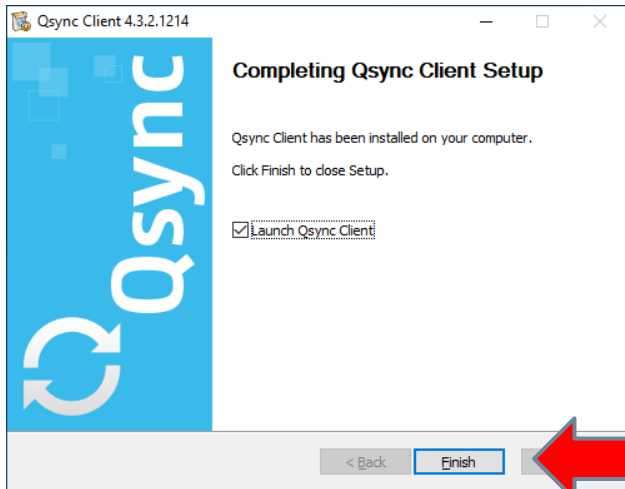 Qsync Client 4.3.2.1214
Qsync
Completing Qsync Client Setup
Qsync Client has been installed on your computer.
Click Finish to close Setup.
Launch Qsync Client
< Back
Finish